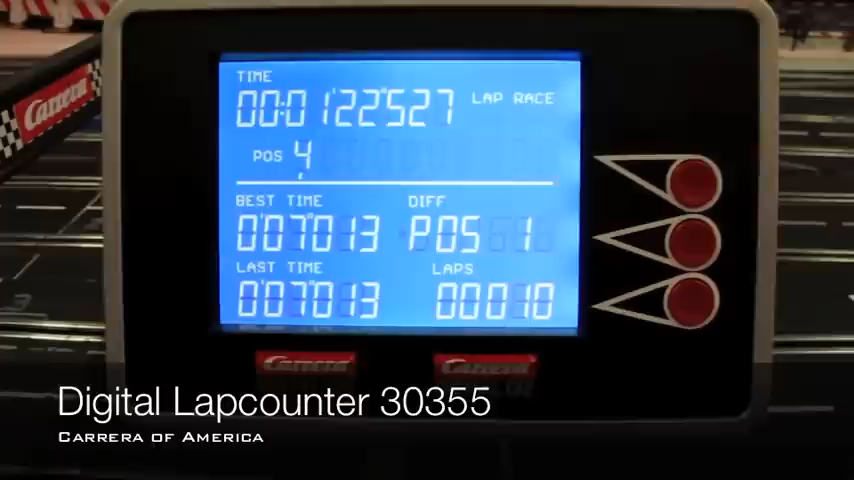 Carrera
TIME
00:01'22"527 LAP RACE
POS 4
BEST TIME DIFF
00'07"013 POS 1
LAST TIME LAPS
00'07"013 00010
Carrera Carrera
Digital Lapcounter 30355
Carrera of America